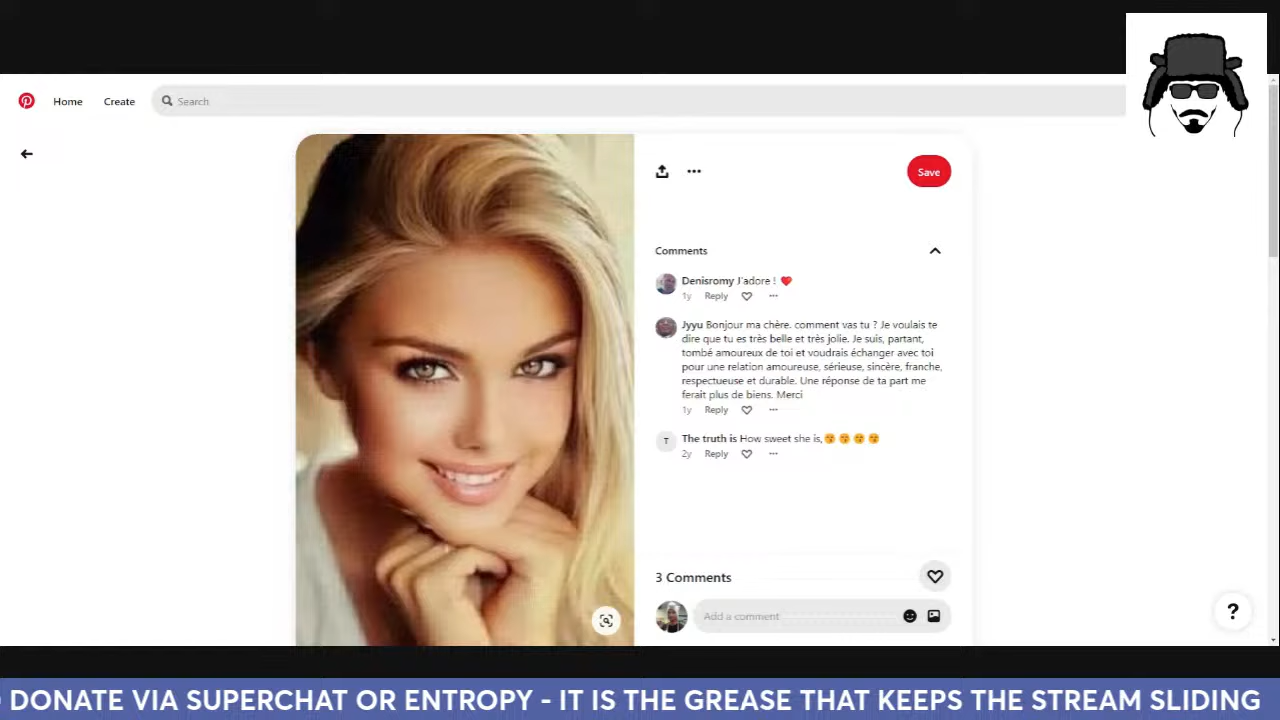 Home
Create
Search
Save
Comments
Denisromy J'adore ! ❤️
1y Reply
Jyyu Bonjour ma chère. comment vas tu ? Je voulais te
dire que tu es très belle et très jolie. Je suis, partant,
tombé amoureux de toi et voudrais échanger avec toi
pour une relation amoureuse, sérieuse, sincère, franche,
respectueuse et durable. Une réponse de ta part me
ferait plus de biens. Merci
1y Reply
T
The truth is How sweet she is,😚😚😚😚
2y Reply
3 Comments
Add a comment
?
DONATE VIA SUPERCHAT OR ENTROPY - IT IS THE GREASE THAT KEEPS THE STREAM SLIDING